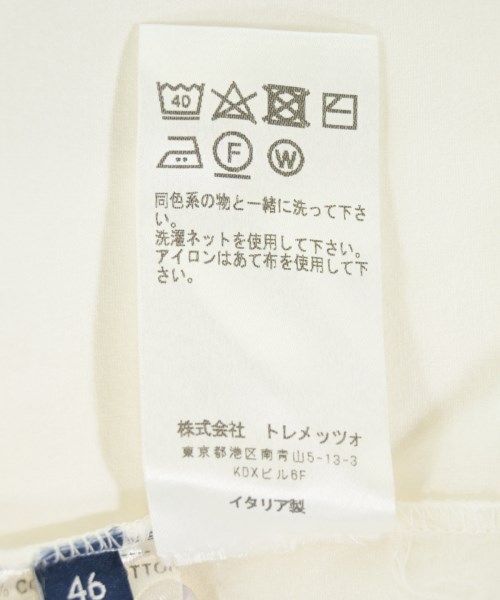 40
F W
同色系の物と一緒に洗って下さ
い。
洗濯ネットを使用して下さい。
アイロンはあて布を使用して下
さい。
株式会社 トレメッツォ
東京都港区南青山5-13-3
KDXビル6F
イタリア製
46